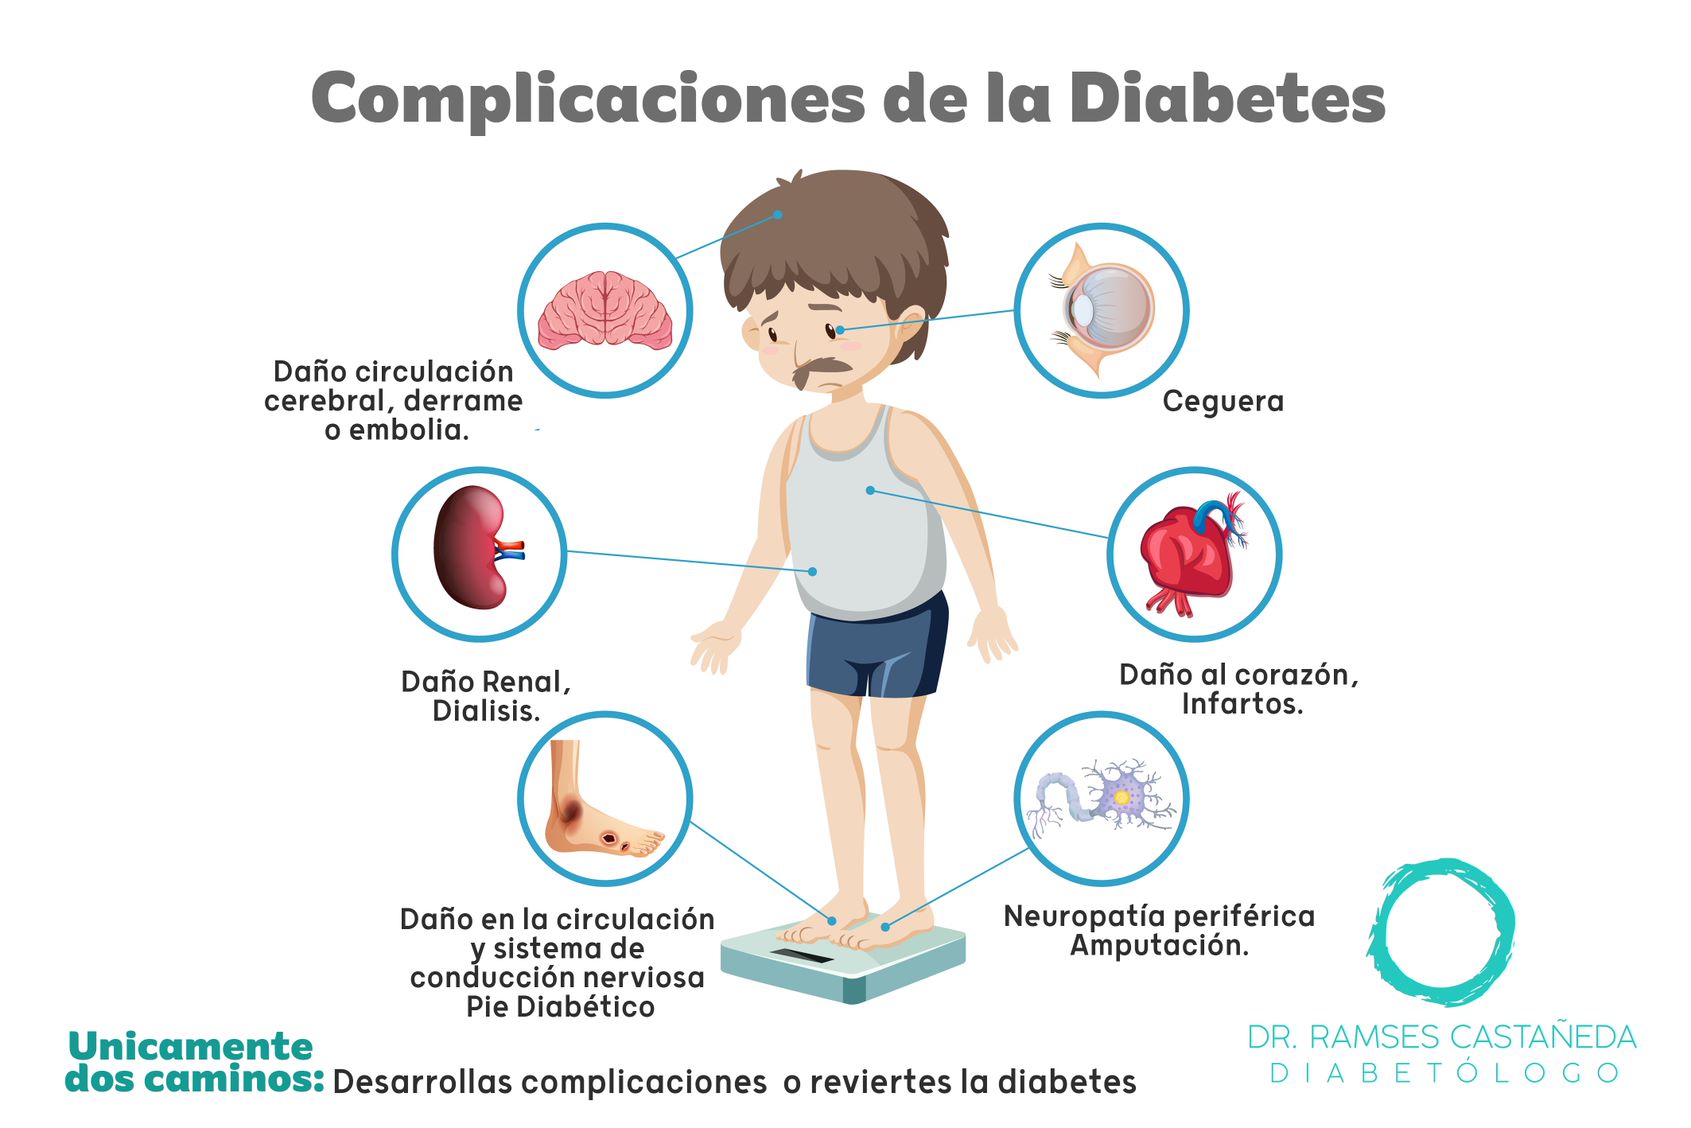 Complicaciones de la Diabetes
Daño circulación
cerebral, derrame
o embolia.
Ceguera
Daño Renal,
Dialisis.
Daño al corazón,
Infartos.
Daño en la circulación
y sistema de
conducción nerviosa
Pie Diabético
Neuropatía periférica
Amputación.
Unicamente
dos caminos: Desarrollas complicaciones o reviertes la diabetes
DR. RAMSES CASTAÑEDA
DIABETÓLOGO